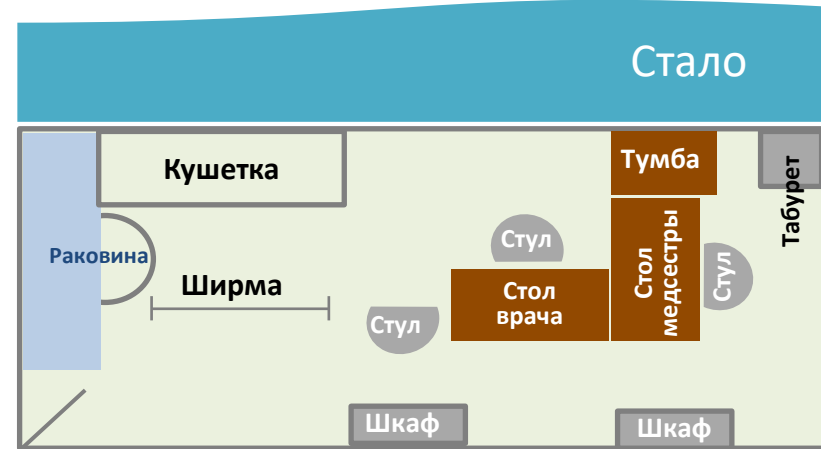 Стало
Кушетка
Тумба
Табурет
Раковина
Ширма
Стул
Стол
медсестры
Стул
Стол
врача
Стул
Шкаф
Шкаф